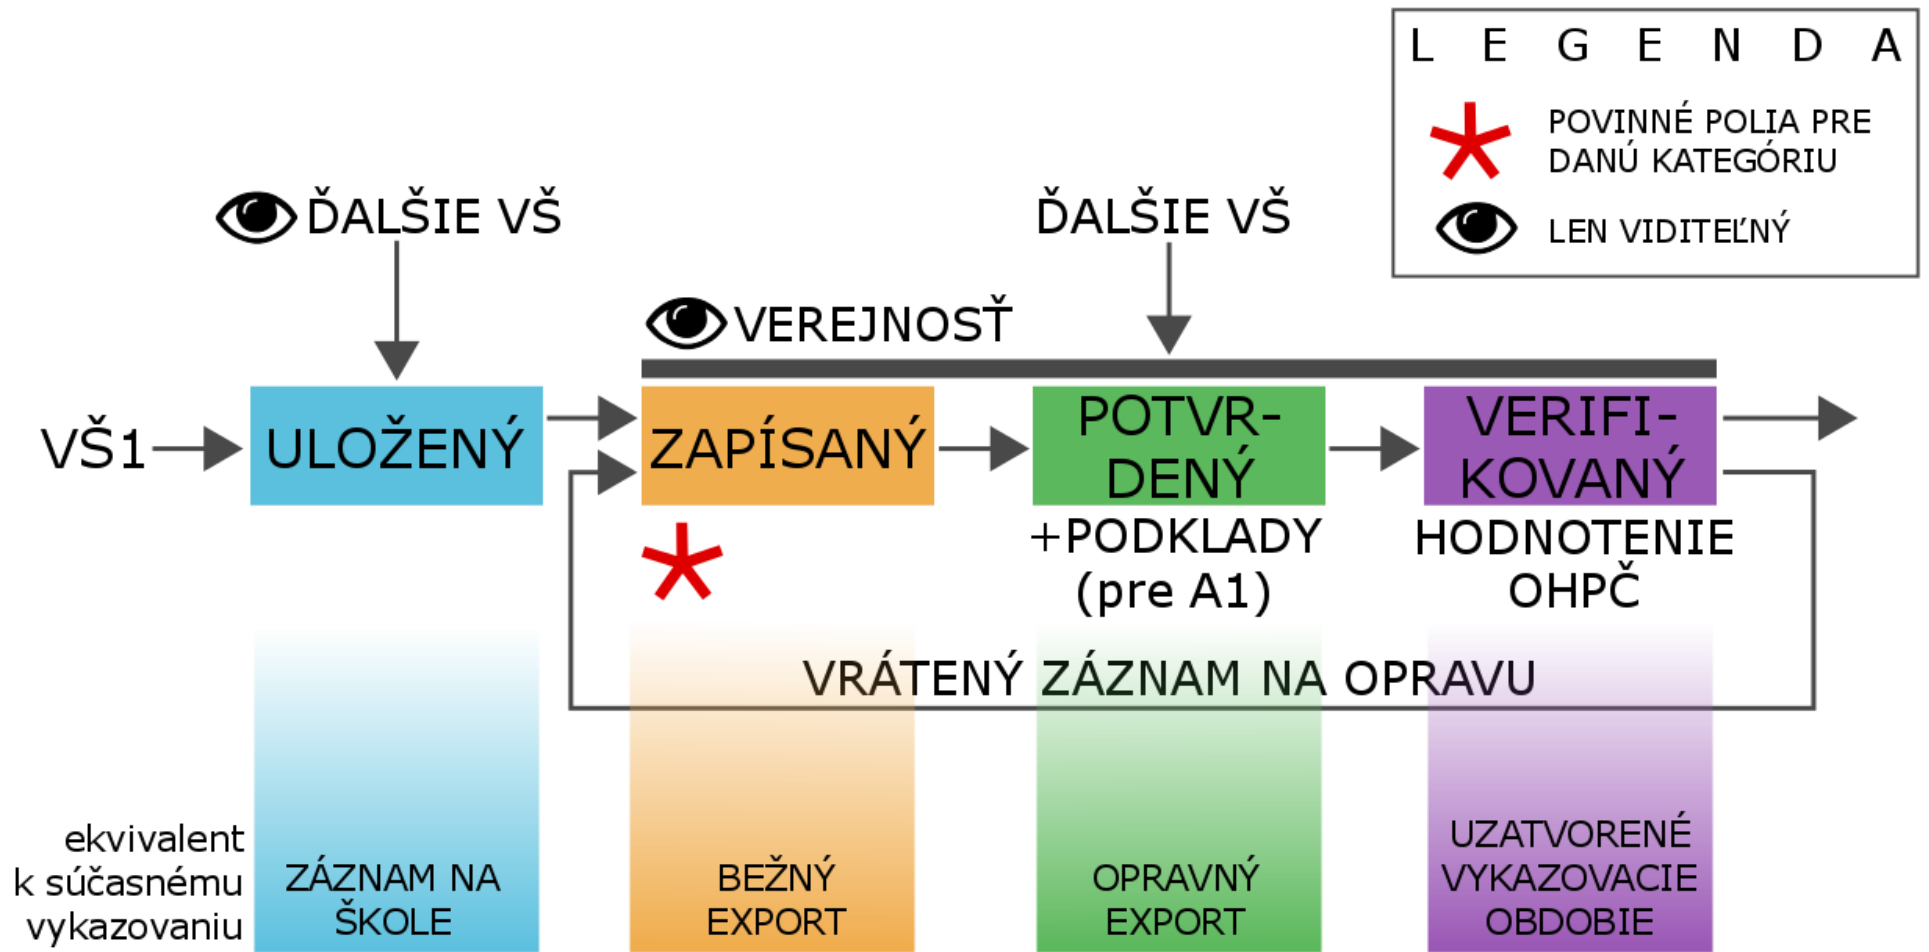 L E G E N D A
POVINNÉ POLIA PRE
DANÚ KATEGÓRIU
LEN VIDITEĽNÝ
ĎALŠIE VŠ
ĎALŠIE VŠ
VEREJNOSŤ
VŠ1
ULOŽENÝ
ZAPÍSANÝ
POTVR-
DENÝ
VERIFI-
KOVANÝ
+PODKLADY
(pre A1)
HODNOTENIE
OHPČ
VRÁTENÝ ZÁZNAM NA OPRAVU
ekvivalent
k súčasnému
vykazovaniu
ZÁZNAM NA
ŠKOLE
BEŽNÝ
EXPORT
OPRAVNÝ
EXPORT
UZATVORENÉ
VYKAZOVACIE
OBDOBIE